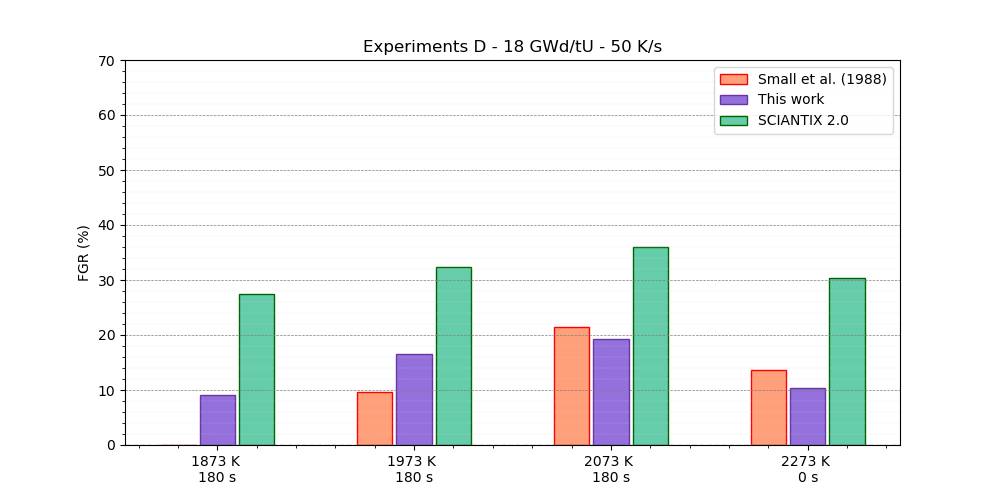 Experiments D - 18 GWd/tU - 50 K/s
Small et al. (1988)
This work
SCIANTIX 2.0
FGR (%)
70
60
50
40
30
20
10
0
1873 K
180 s
1973 K
180 s
2073 K
180 s
2273 K
0 s